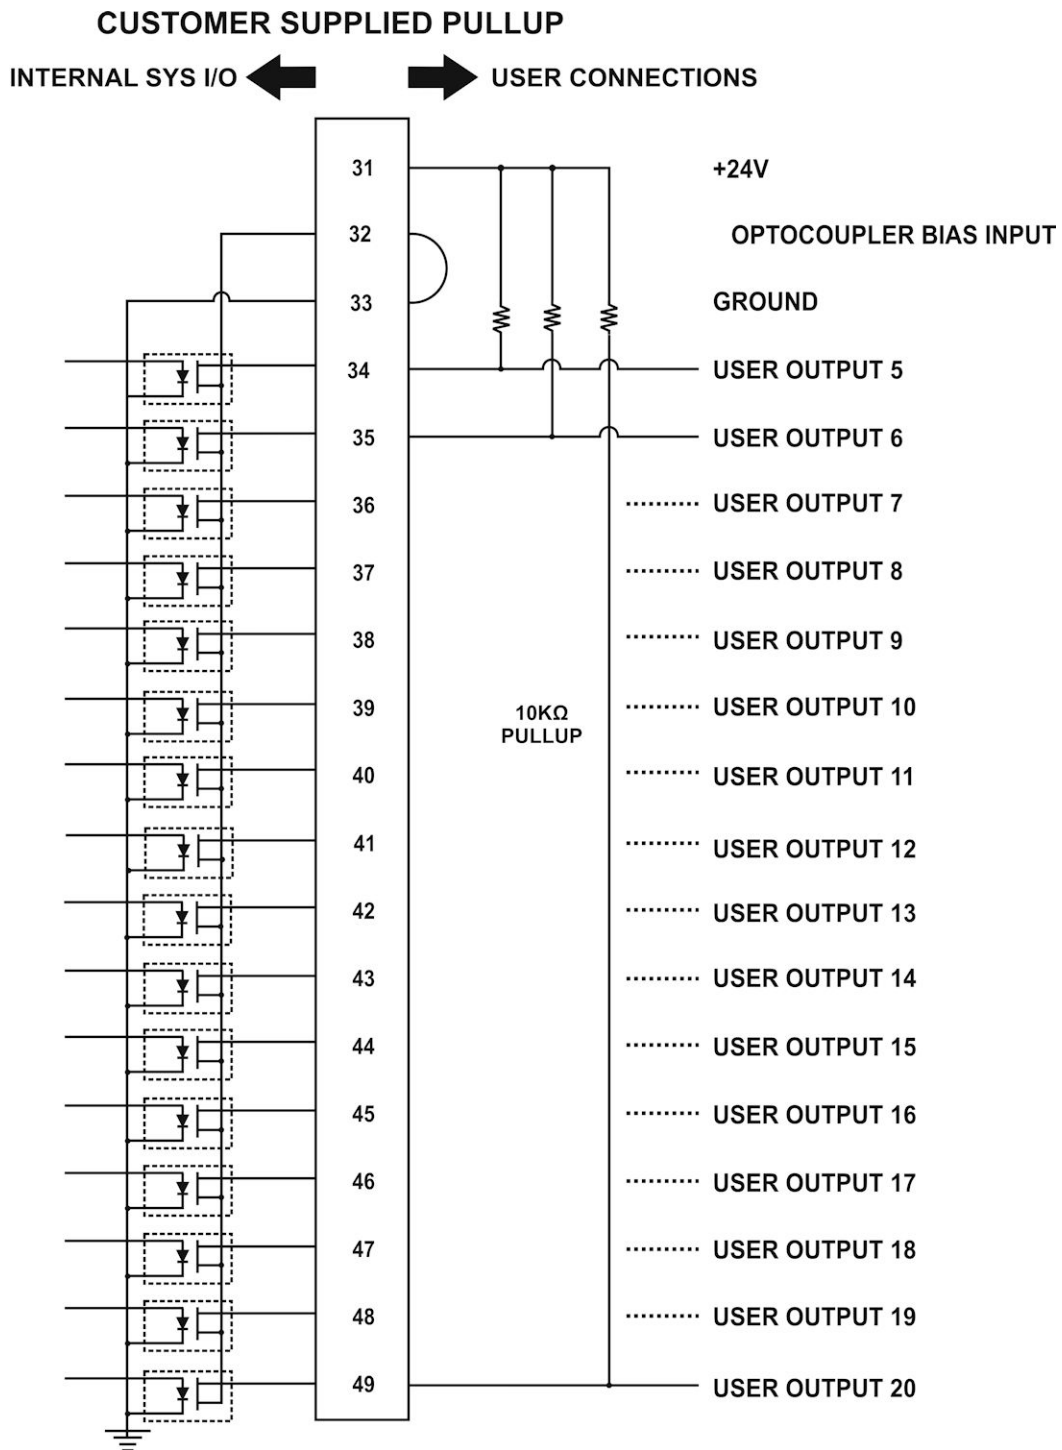 CUSTOMER SUPPLIED PULLUP
INTERNAL SYS I/O USER CONNECTIONS
31 +24V
32 OPTOCOUPLER BIAS INPUT
33 GROUND
34 USER OUTPUT 5
35 USER OUTPUT 6
36 USER OUTPUT 7
37 USER OUTPUT 8
38 USER OUTPUT 9
39 USER OUTPUT 10
10KΩ
PULLUP
40 USER OUTPUT 11
41 USER OUTPUT 12
42 USER OUTPUT 13
43 USER OUTPUT 14
44 USER OUTPUT 15
45 USER OUTPUT 16
46 USER OUTPUT 17
47 USER OUTPUT 18
48 USER OUTPUT 19
49 USER OUTPUT 20